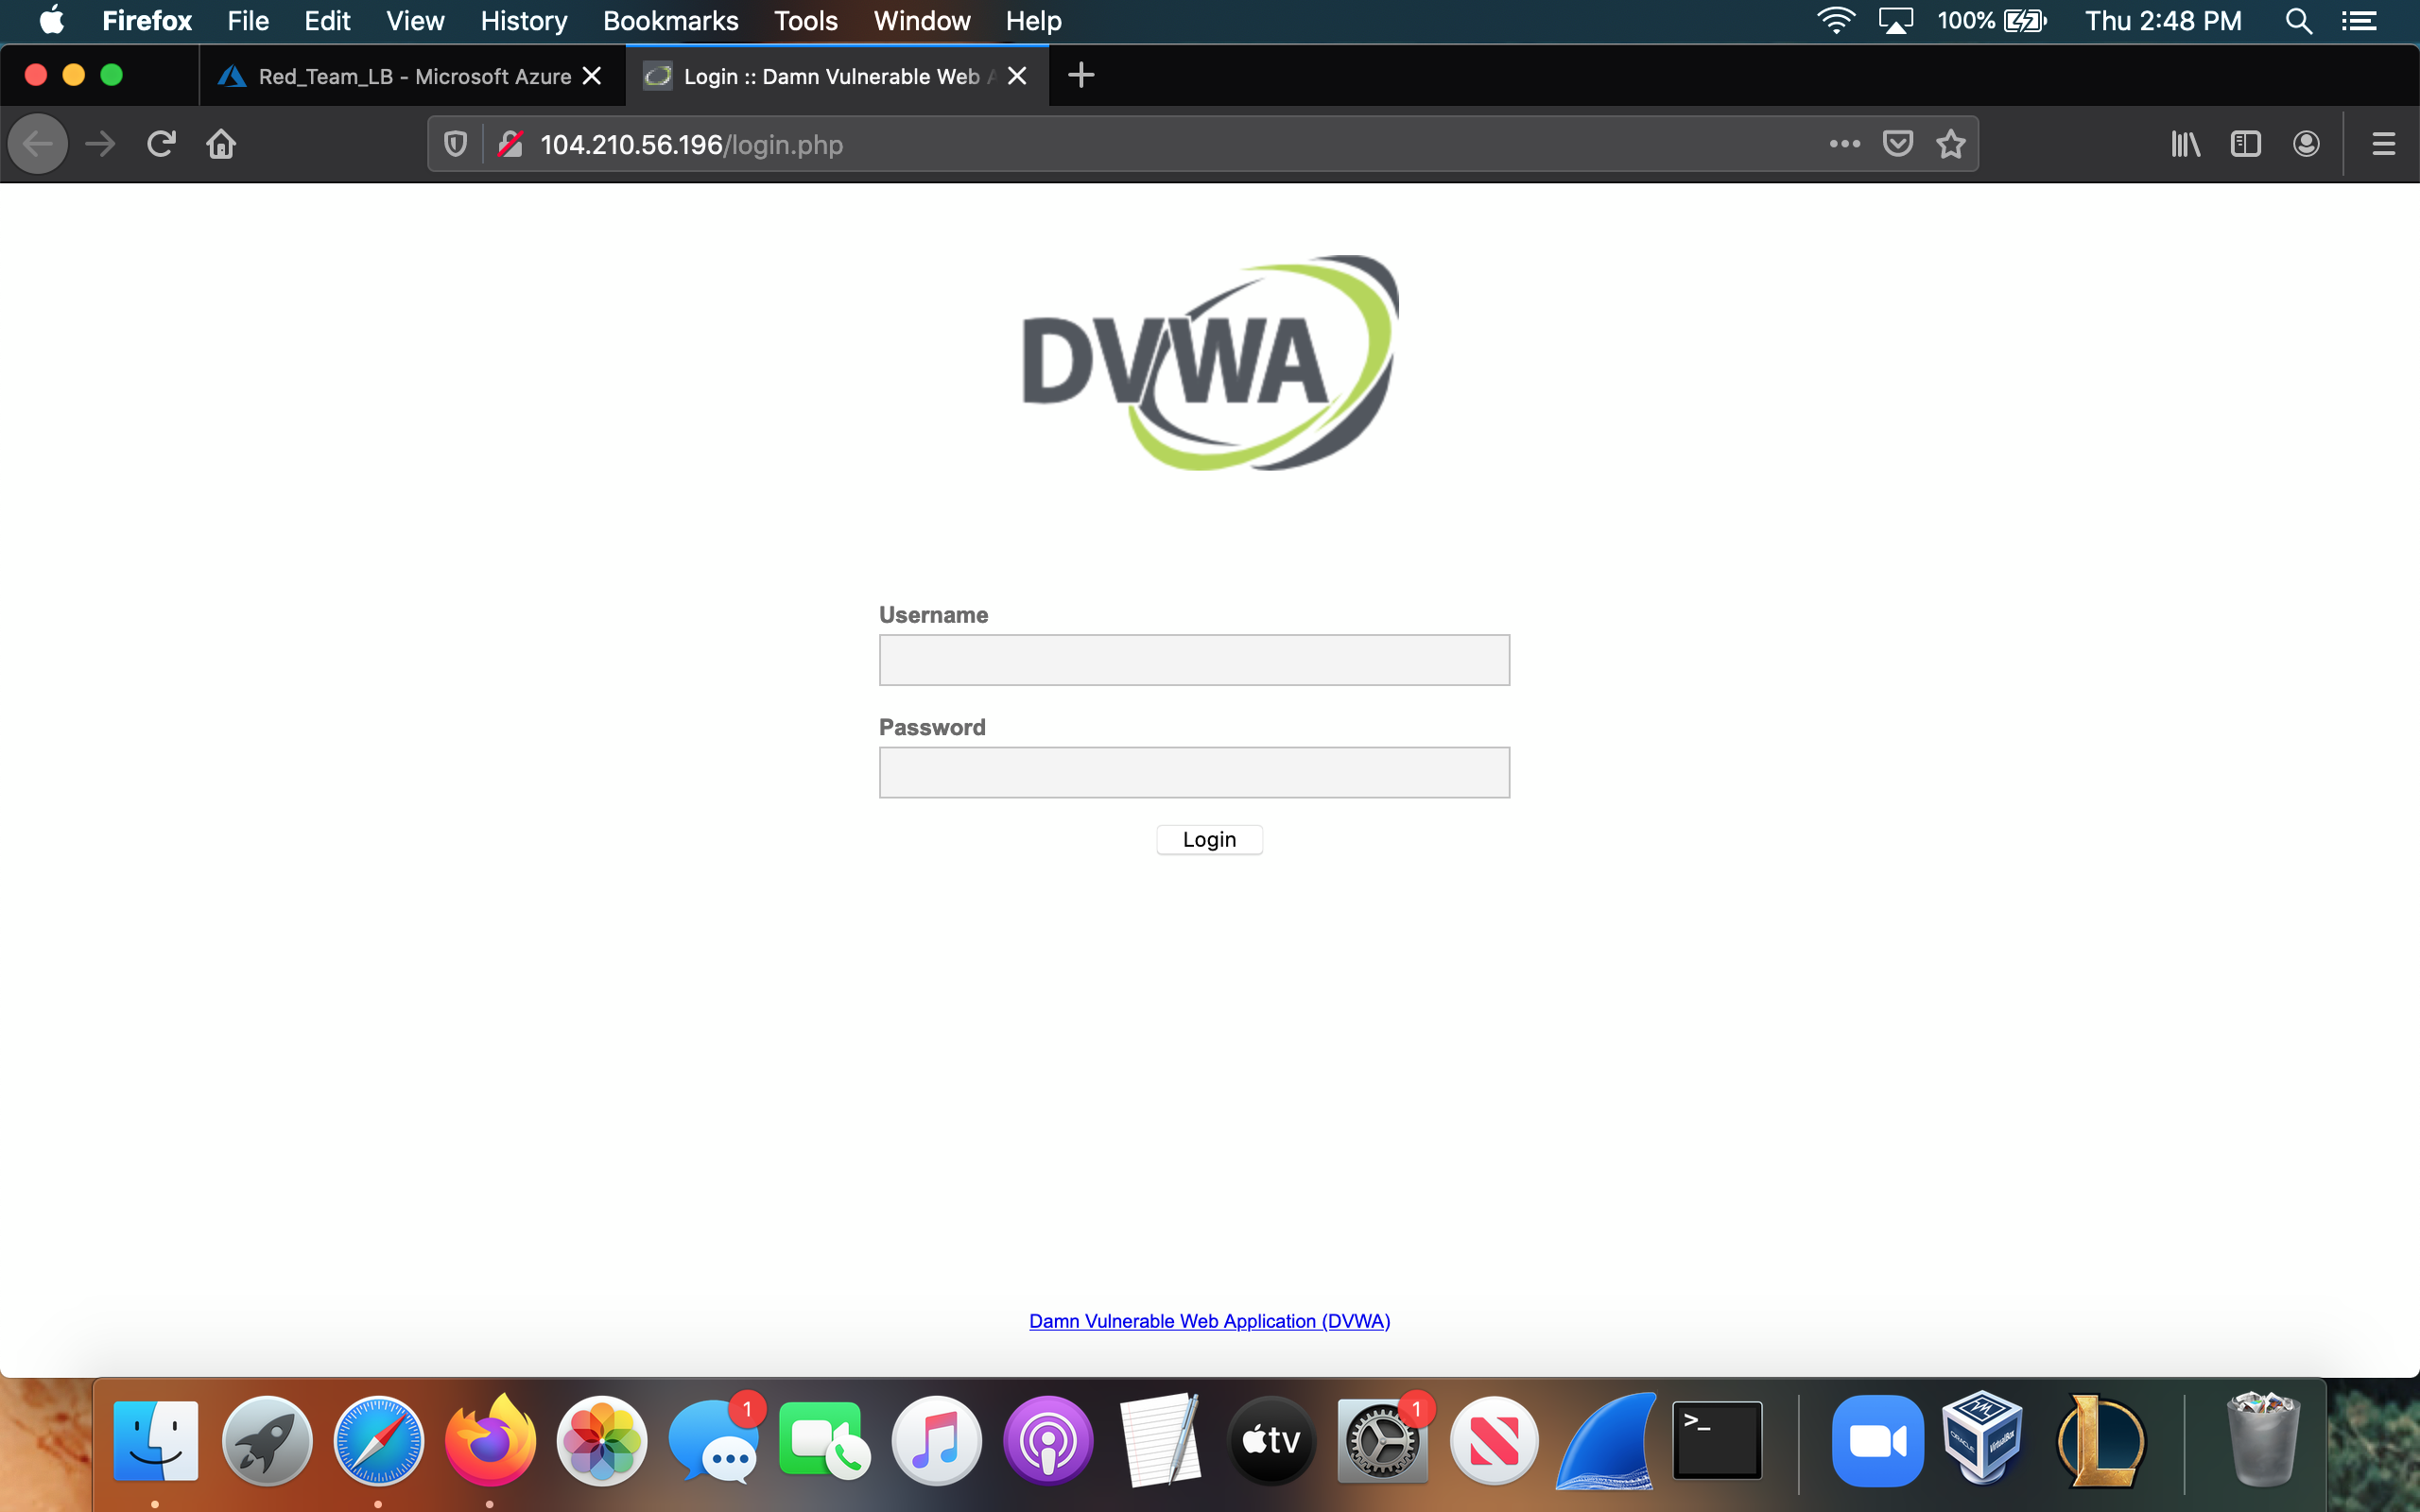 Firefox File Edit View History Bookmarks Tools Window Help 100% Thu 2:48 PM
Red_Team_LB - Microsoft Azure Login :: Damn Vulnerable Web
104.210.56.196/login.php
DVWA
Username
Password
Login
Damn Vulnerable Web Application (DVWA)
1
1
tv
>_
ORACLE
VirtualBox